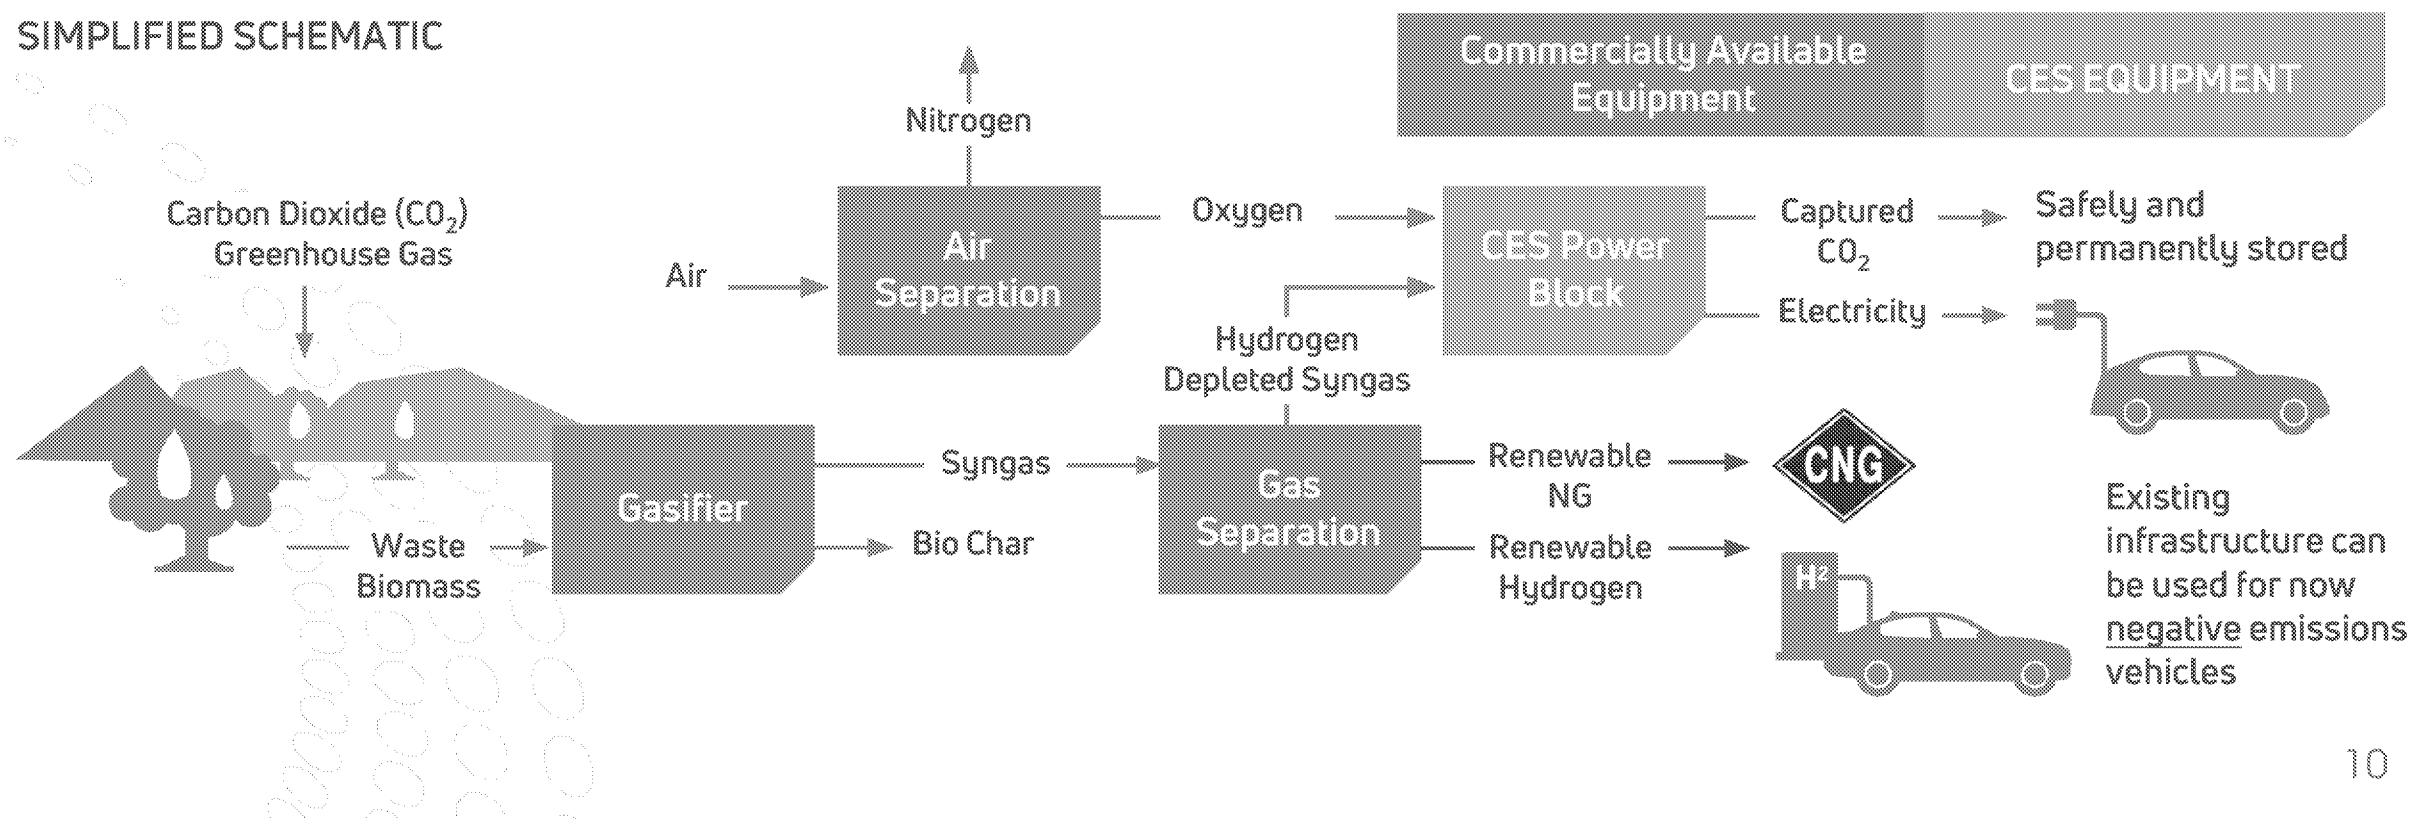 SIMPLIFIED SCHEMATIC
Commercially Available
Equipment
CES EQUIPMENT
Nitrogen
Carbon Dioxide (CO2)
Greenhouse Gas
Air
Air
Separation
Oxygen
CES Power
Block
Captured
CO2
Safely and
permanently stored
Electricity
Hydrogen
Depleted Syngas
Waste
Biomass
Gasifier
Syngas
Bio Char
Gas
Separation
Renewable
NG
CNG
Renewable
Hydrogen
H2
Existing
infrastructure can
be used for now
negative emissions
vehicles
10